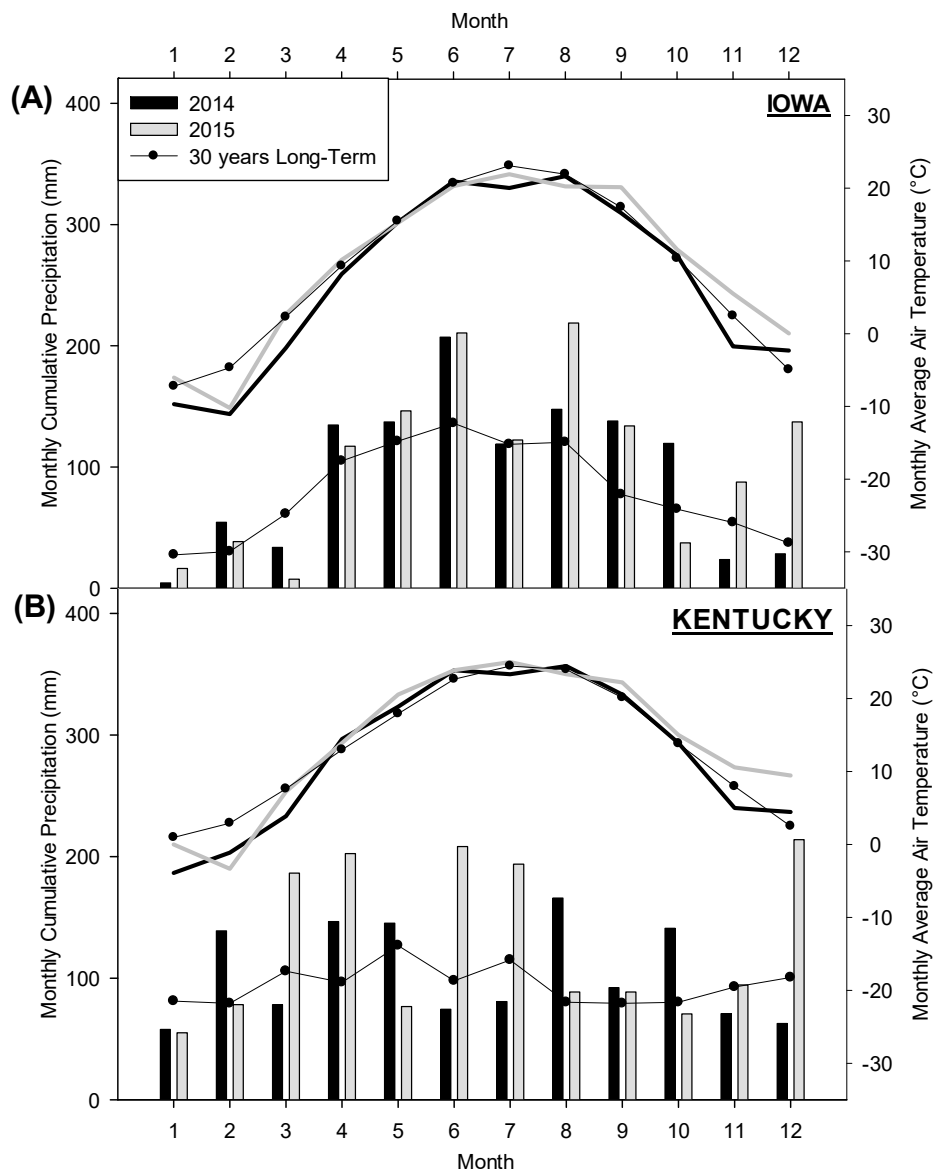 Month
1 2 3 4 5 6 7 8 9 10 11 12
(A)
IOWA
2014
2015
30 years Long-Term
Monthly Cumulative Precipitation (mm)
400
300
200
100
0
Monthly Average Air Temperature (°C)
30
20
10
0
-10
-20
-30
(B)
KENTUCKY
Monthly Cumulative Precipitation (mm)
400
300
200
100
0
Monthly Average Air Temperature (°C)
30
20
10
0
-10
-20
-30
1 2 3 4 5 6 7 8 9 10 11 12
Month